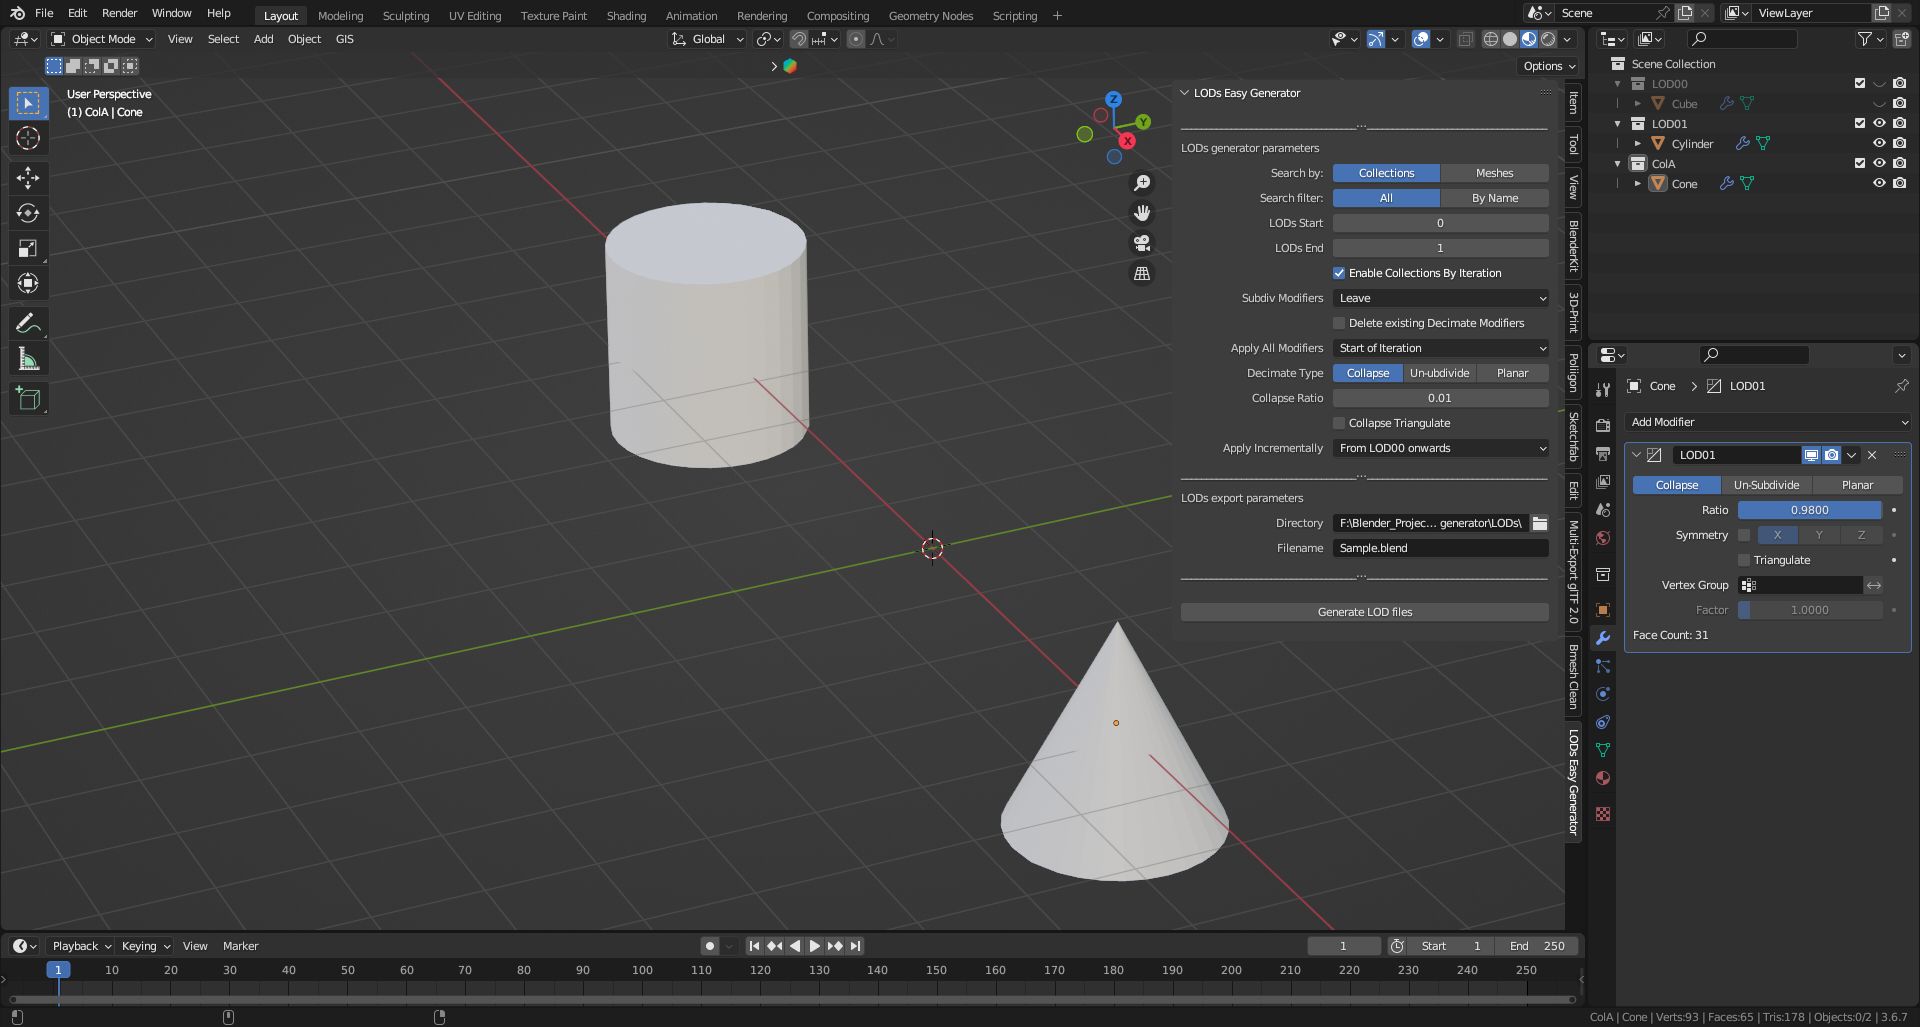 File Edit Render Window Help Layout Modeling Sculpting UV Editing Texture Paint Shading Animation Rendering Compositing Geometry Nodes Scripting + Scene ViewLayer
Object Mode View Select Add Object GIS Global
Options
User Perspective
(1) ColA | Cone
Z
Y
X
LODs Easy Generator
LODs generator parameters
Search by: Collections Meshes
Search filter: All By Name
LODs Start 0
LODs End 1
Enable Collections By Iteration
Subdiv Modifiers Leave
Delete existing Decimate Modifiers
Apply All Modifiers Start of Iteration
Decimate Type Collapse Un-ubdivide Planar
Collapse Ratio 0.01
Collapse Triangulate
Apply Incrementally From LOD00 onwards
LODs export parameters
Directory F:\Blender_Projec... generator\LODs\
Filename Sample.blend
Generate LOD files
Item
Tool
View
BlenderKit
3D-Print
Poliigon
Sketchfab
Edit
Multi-Export glTF 2.0
Bmesh Clean
LODs Easy Generator
Scene Collection
LOD00
Cube
LOD01
Cylinder
ColA
Cone
Cone > LOD01
Add Modifier
LOD01
Collapse Un-Subdivide Planar
Ratio 0.9800
Symmetry X Y Z
Triangulate
Vertex Group
Factor 1.0000
Face Count: 31
Playback Keying View Marker 1 Start 1 End 250
1 10 20 30 40 50 60 70 80 90 100 110 120 130 140 150 160 170 180 190 200 210 220 230 240 250
ColA | Cone | Verts:93 | Faces:65 | Tris:178 | Objects:0/2 | 3.6.7